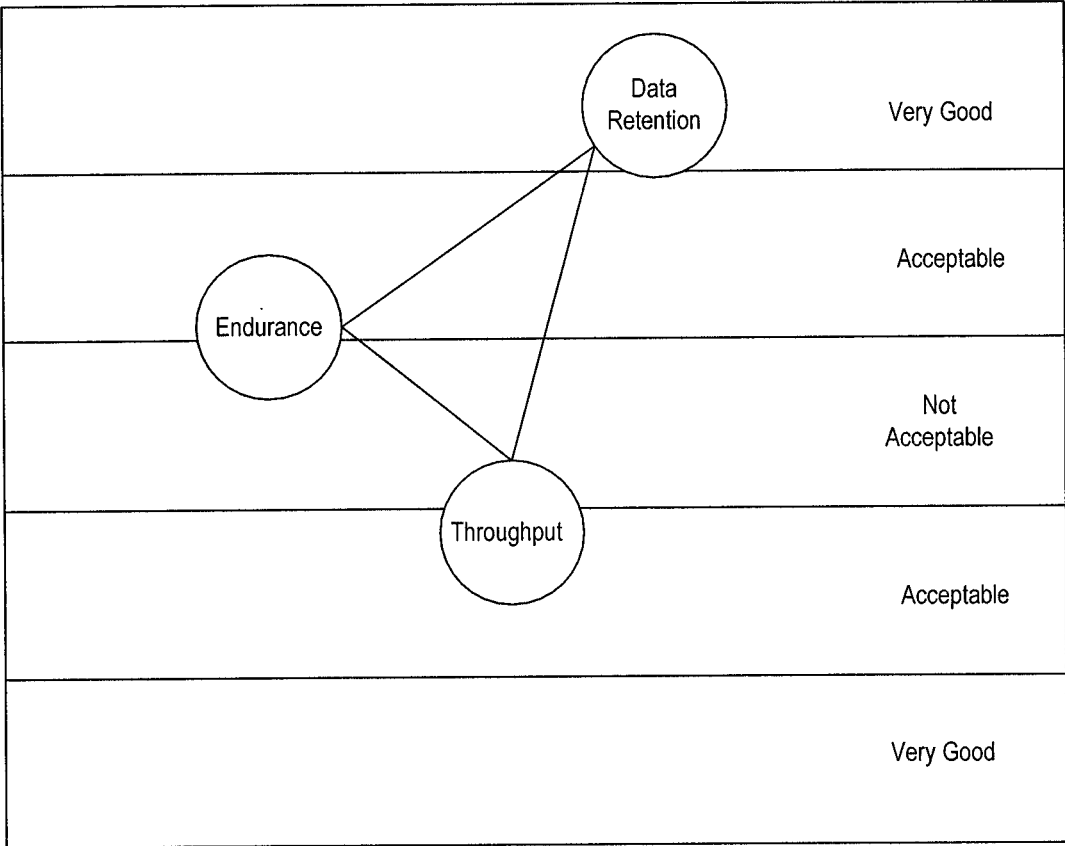 Data
Retention
Very Good
Acceptable
Endurance
Not
Acceptable
Throughput
Acceptable
Very Good